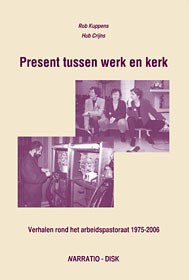 Rob Kuppens
Hub Crijns
Present tussen werk en kerk
Verhalen rond het arbeidspastoraat 1975-2006
NARRATIO - DISK